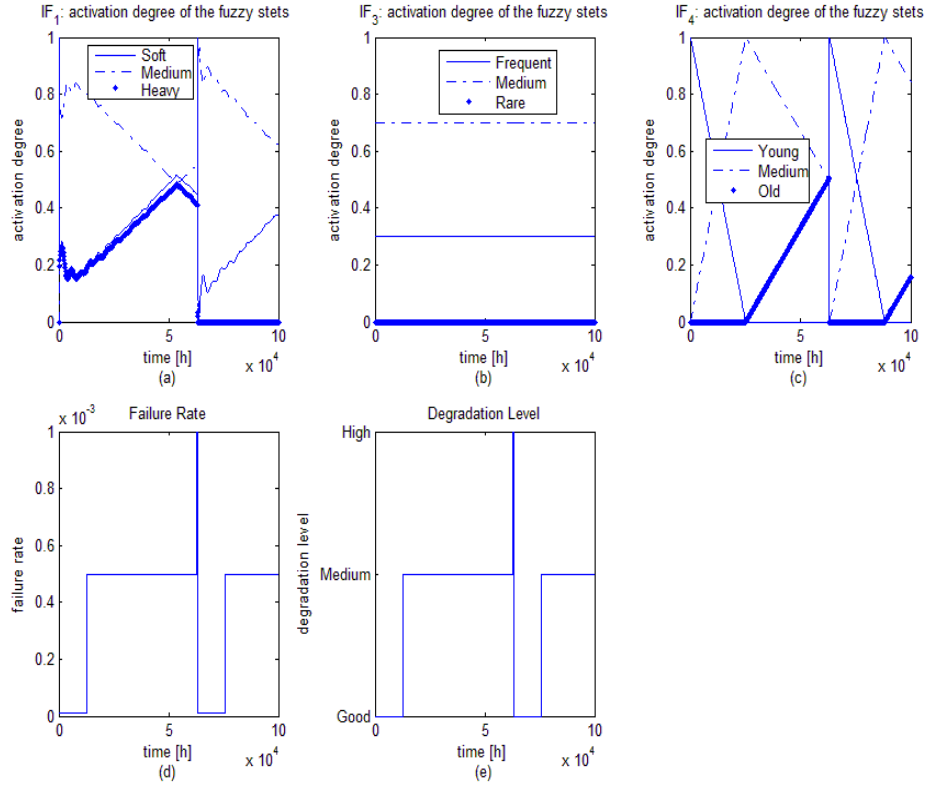 IF1: activation degree of the fuzzy stets
1
0.8
0.6
0.4
0.2
0
activation degree
Soft
Medium
Heavy
0
5
10
time [h]
x 10^4
(a)
IF3: activation degree of the fuzzy stets
1
0.8
0.6
0.4
0.2
0
activation degree
Frequent
Medium
Rare
0
5
10
time [h]
x 10^4
(b)
IF4: activation degree of the fuzzy stets
1
0.8
0.6
0.4
0.2
0
activation degree
Young
Medium
Old
0
5
10
time [h]
x 10^4
(c)
x 10^-3
Failure Rate
1
0.8
0.6
0.4
0.2
0
failure rate
0
5
10
time [h]
x 10^4
(d)
Degradation Level
High
Medium
Good
degradation level
0
5
10
time [h]
x 10^4
(e)